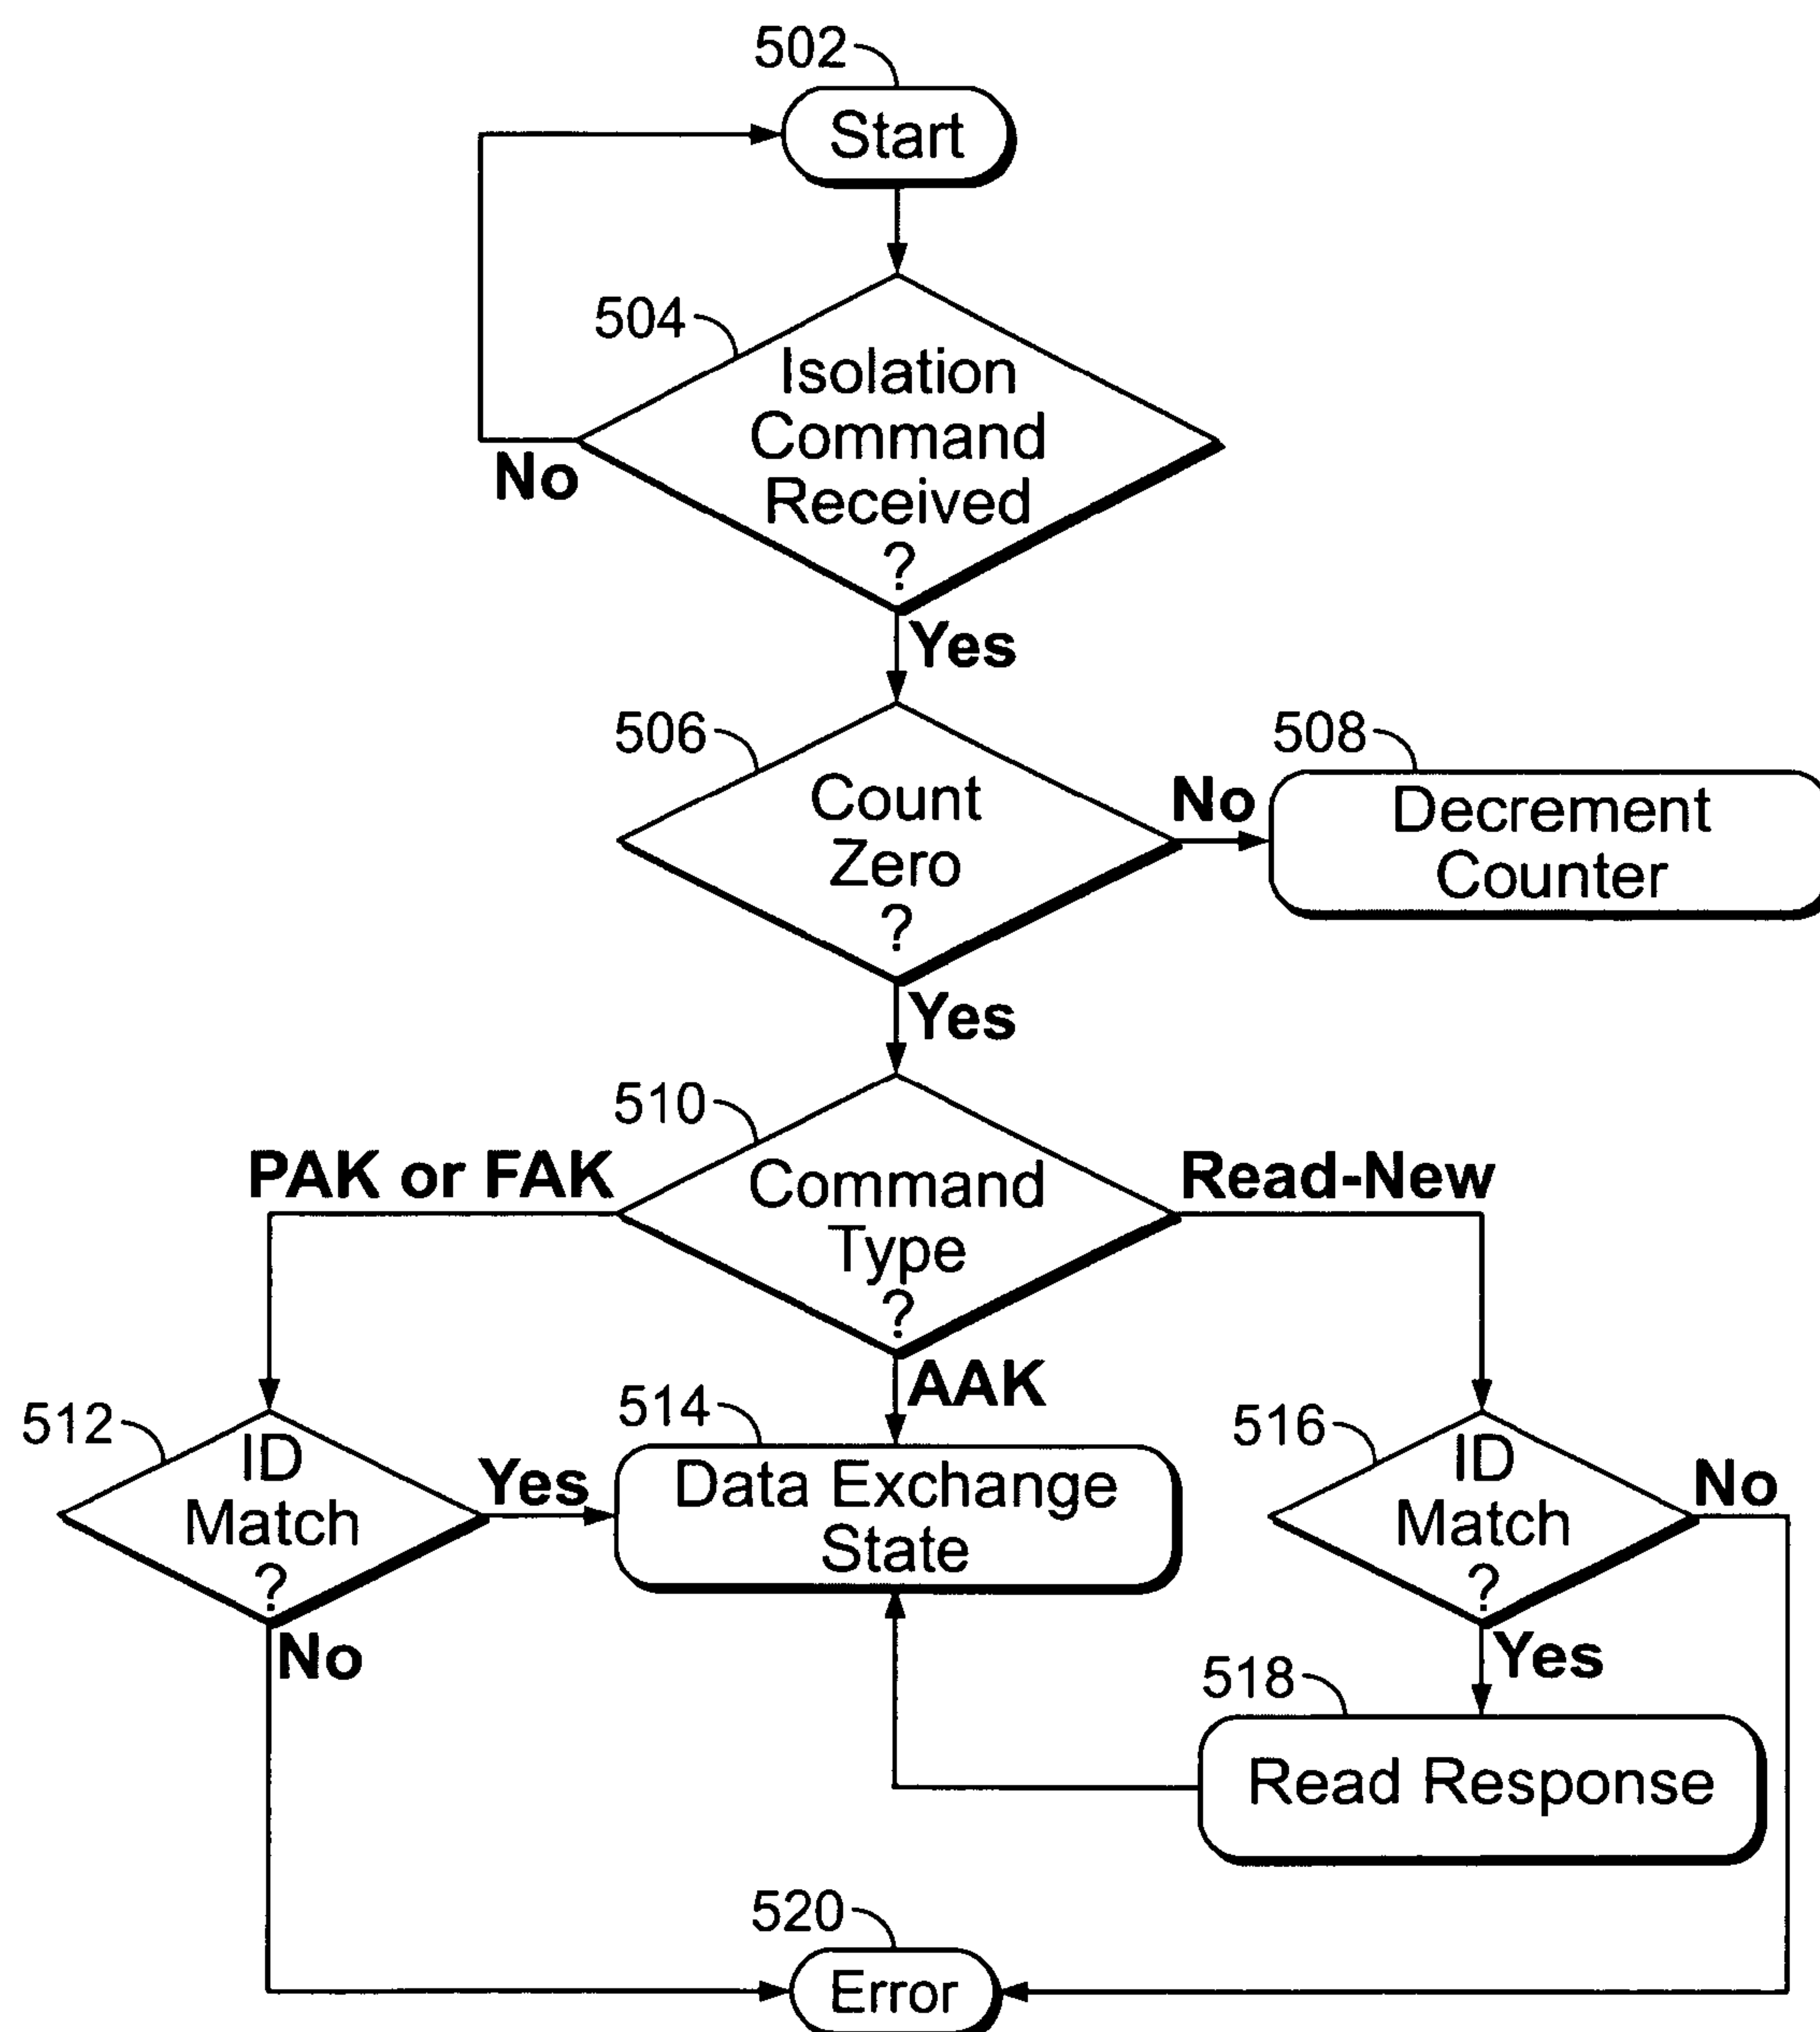 502
Start
504
Isolation
Command
Received
?
No
Yes
506
Count
Zero
?
No
508
Decrement
Counter
Yes
510
Command
Type
?
PAK or FAK
Read-New
AAK
512
ID
Match
?
Yes
No
514
Data Exchange
State
516
ID
Match
?
No
Yes
518
Read Response
520
Error